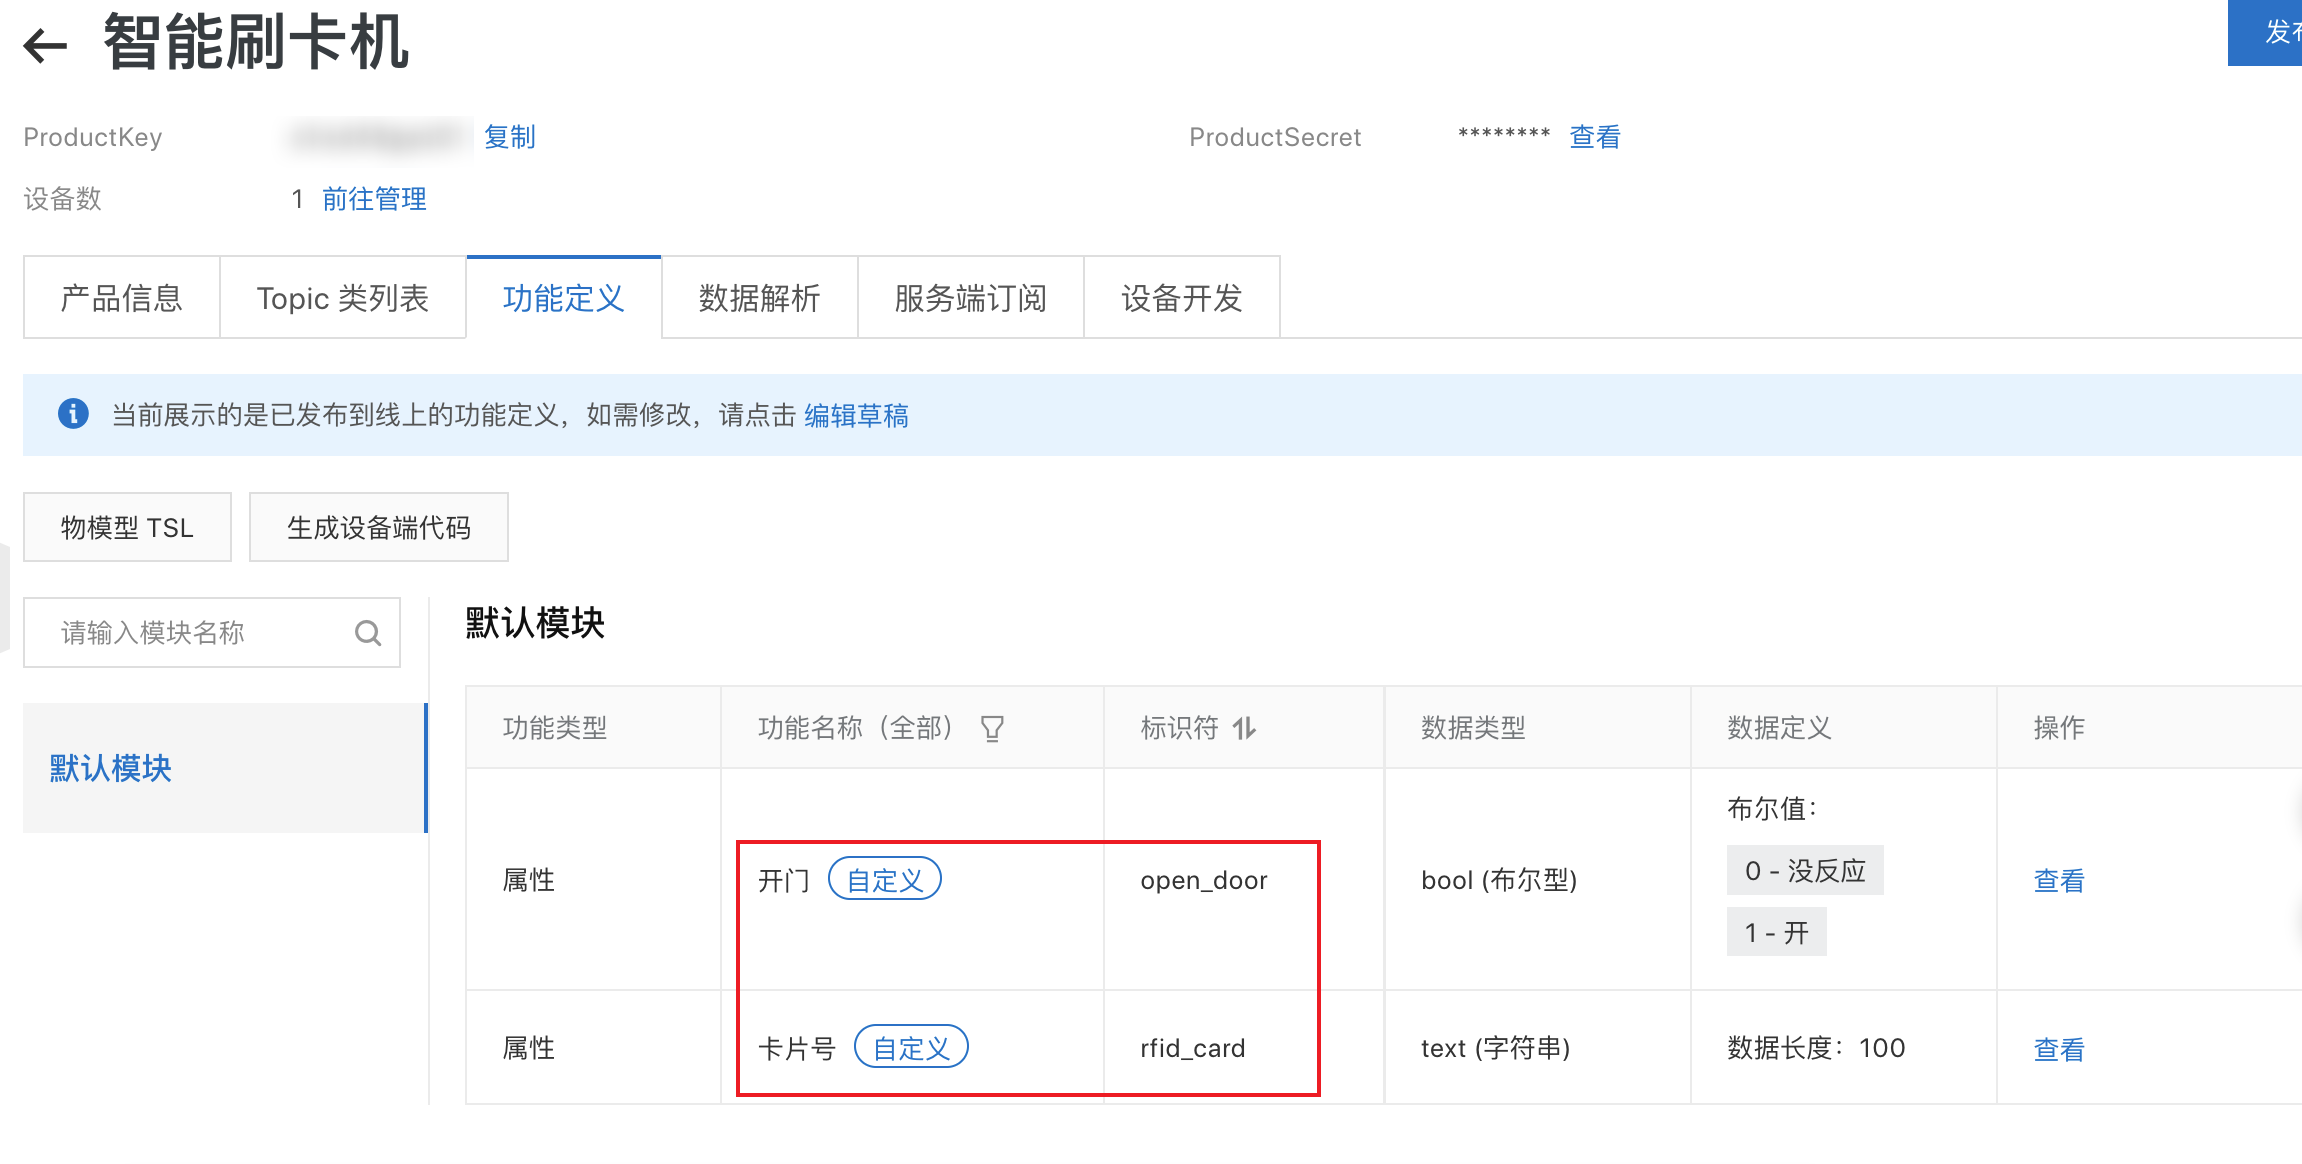 智能刷卡机
发布
ProductKey 复制 ProductSecret ******** 查看
设备数 1 前往管理
产品信息 Topic 类列表 功能定义 数据解析 服务端订阅 设备开发
当前展示的是已发布到线上的功能定义，如需修改，请点击 编辑草稿
物模型 TSL 生成设备端代码
请输入模块名称
默认模块
默认模块
功能类型 功能名称（全部） 标识符 数据类型 数据定义 操作
属性 开门 自定义 open_door bool (布尔型) 布尔值：
0 - 没反应
1 - 开
查看
属性 卡片号 自定义 rfid_card text (字符串) 数据长度：100 查看